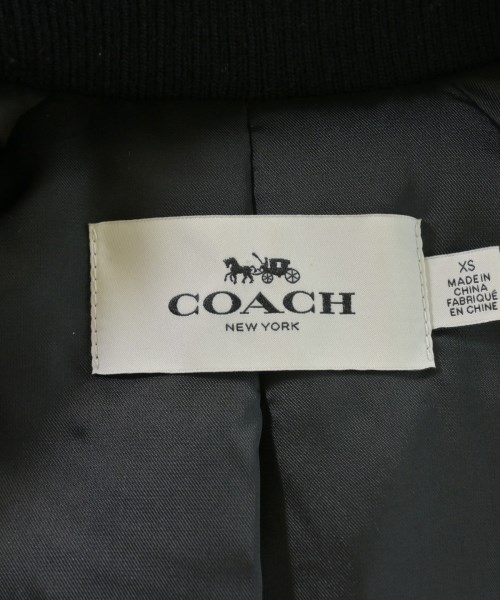 COACH
NEW YORK
XS
MADE IN
CHINA
FABRIQUÉ
EN CHINE